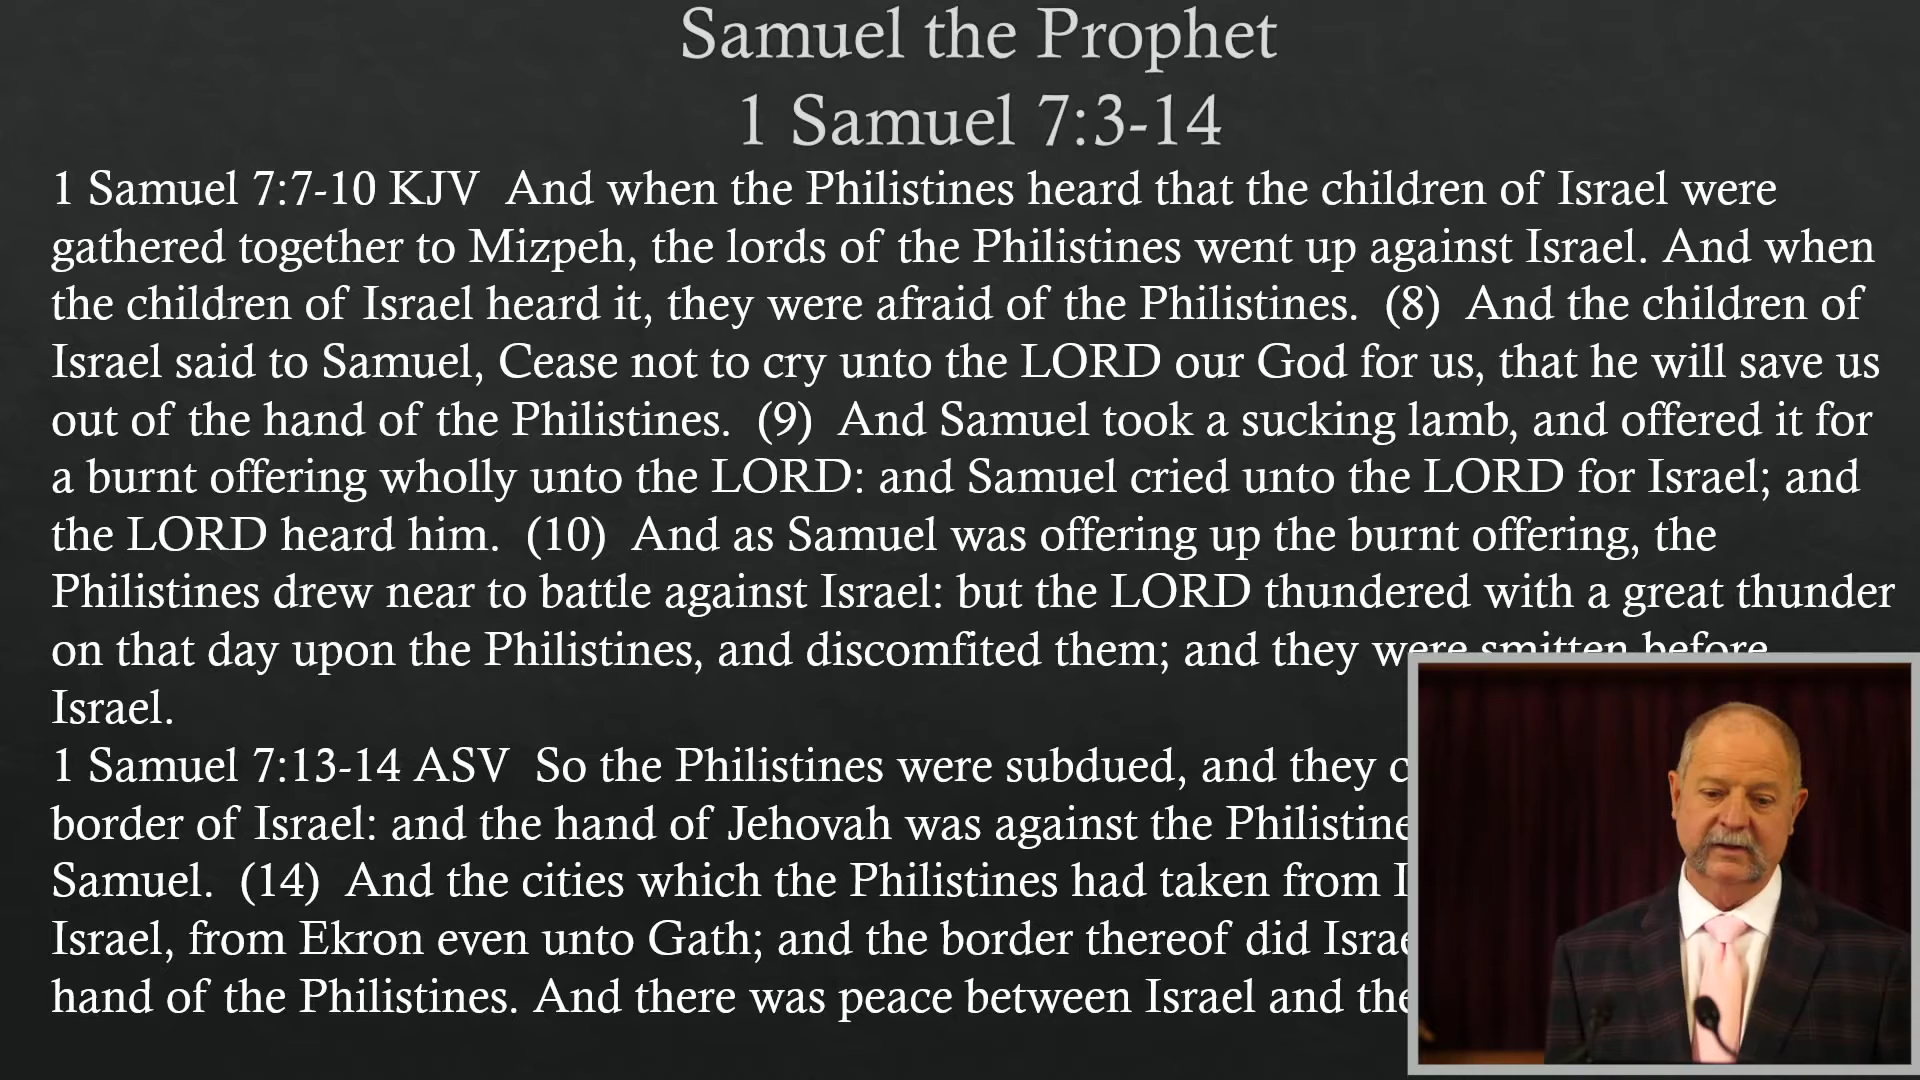 Samuel the Prophet
1 Samuel 7:3-14
1 Samuel 7:7-10 KJV  And when the Philistines heard that the children of Israel were
gathered together to Mizpeh, the lords of the Philistines went up against Israel. And when
the children of Israel heard it, they were afraid of the Philistines.  (8)  And the children of
Israel said to Samuel, Cease not to cry unto the LORD our God for us, that he will save us
out of the hand of the Philistines.  (9)  And Samuel took a sucking lamb, and offered it for
a burnt offering wholly unto the LORD: and Samuel cried unto the LORD for Israel; and
the LORD heard him.  (10)  And as Samuel was offering up the burnt offering, the
Philistines drew near to battle against Israel: but the LORD thundered with a great thunder
on that day upon the Philistines, and discomfited them; and they were smitten before
Israel.
1 Samuel 7:13-14 ASV  So the Philistines were subdued, and they
border of Israel: and the hand of Jehovah was against the
Samuel.  (14)  And the cities which the Philistines had taken from
Israel, from Ekron even unto Gath; and the border thereof did
hand of the Philistines. And there was peace between Israel and